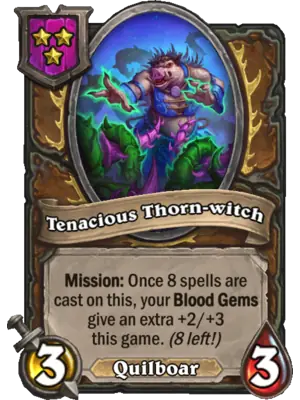 Tenacious Thorn-witch
Mission: Once 8 spells are
cast on this, your Blood Gems
give an extra +2/+3
this game. (8 left!)
3
Quilboar
3